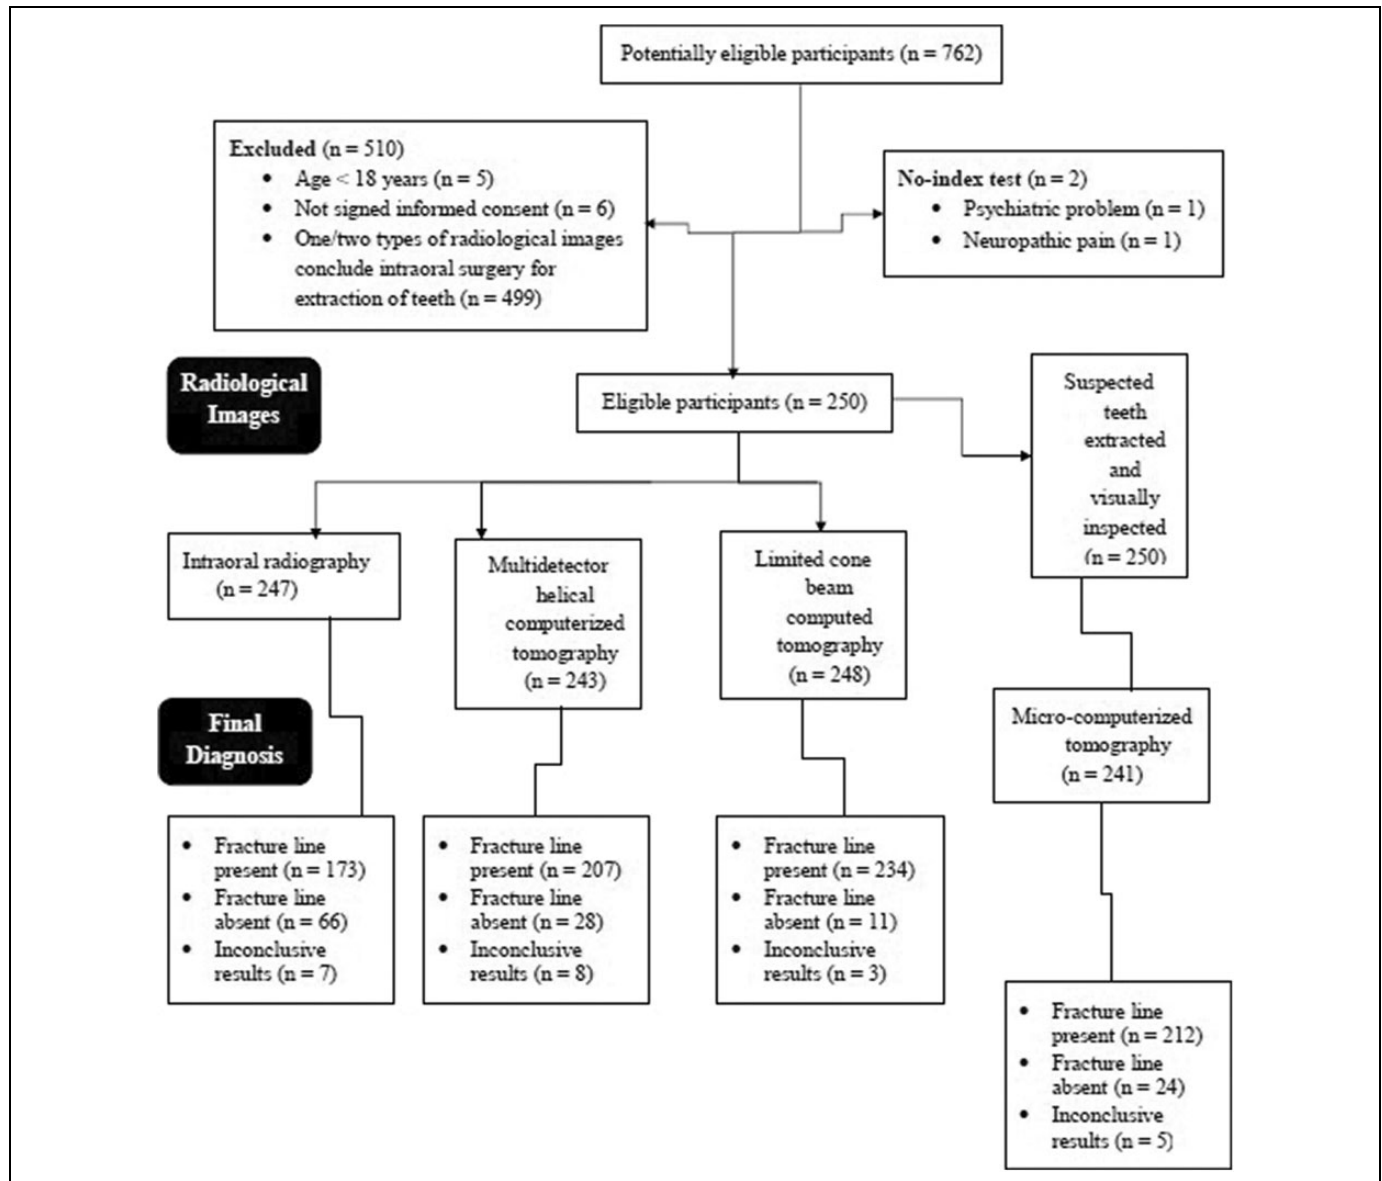 Potentially eligible participants (n = 762)
Excluded (n = 510)
• Age < 18 years (n = 5)
• Not signed informed consent (n = 6)
• One/two types of radiological images
conclude intraoral surgery for
extraction of teeth (n = 499)
No-index test (n = 2)
• Psychiatric problem (n = 1)
• Neuropathic pain (n = 1)
Radiological
Images
Eligible participants (n = 250)
Suspected
teeth
extracted
and
visually
inspected
(n = 250)
Intraoral radiography
(n = 247)
Multidetector
helical
computerized
tomography
(n = 243)
Limited cone
beam
computed
tomography
(n = 248)
Micro-computerized
tomography
(n = 241)
Final
Diagnosis
• Fracture line
present (n = 173)
• Fracture line
absent (n = 66)
• Inconclusive
results (n = 7)
• Fracture line
present (n = 207)
• Fracture line
absent (n = 28)
• Inconclusive
results (n = 8)
• Fracture line
present (n = 234)
• Fracture line
absent (n = 11)
• Inconclusive
results (n = 3)
• Fracture line
present (n = 212)
• Fracture line
absent (n = 24)
• Inconclusive
results (n = 5)